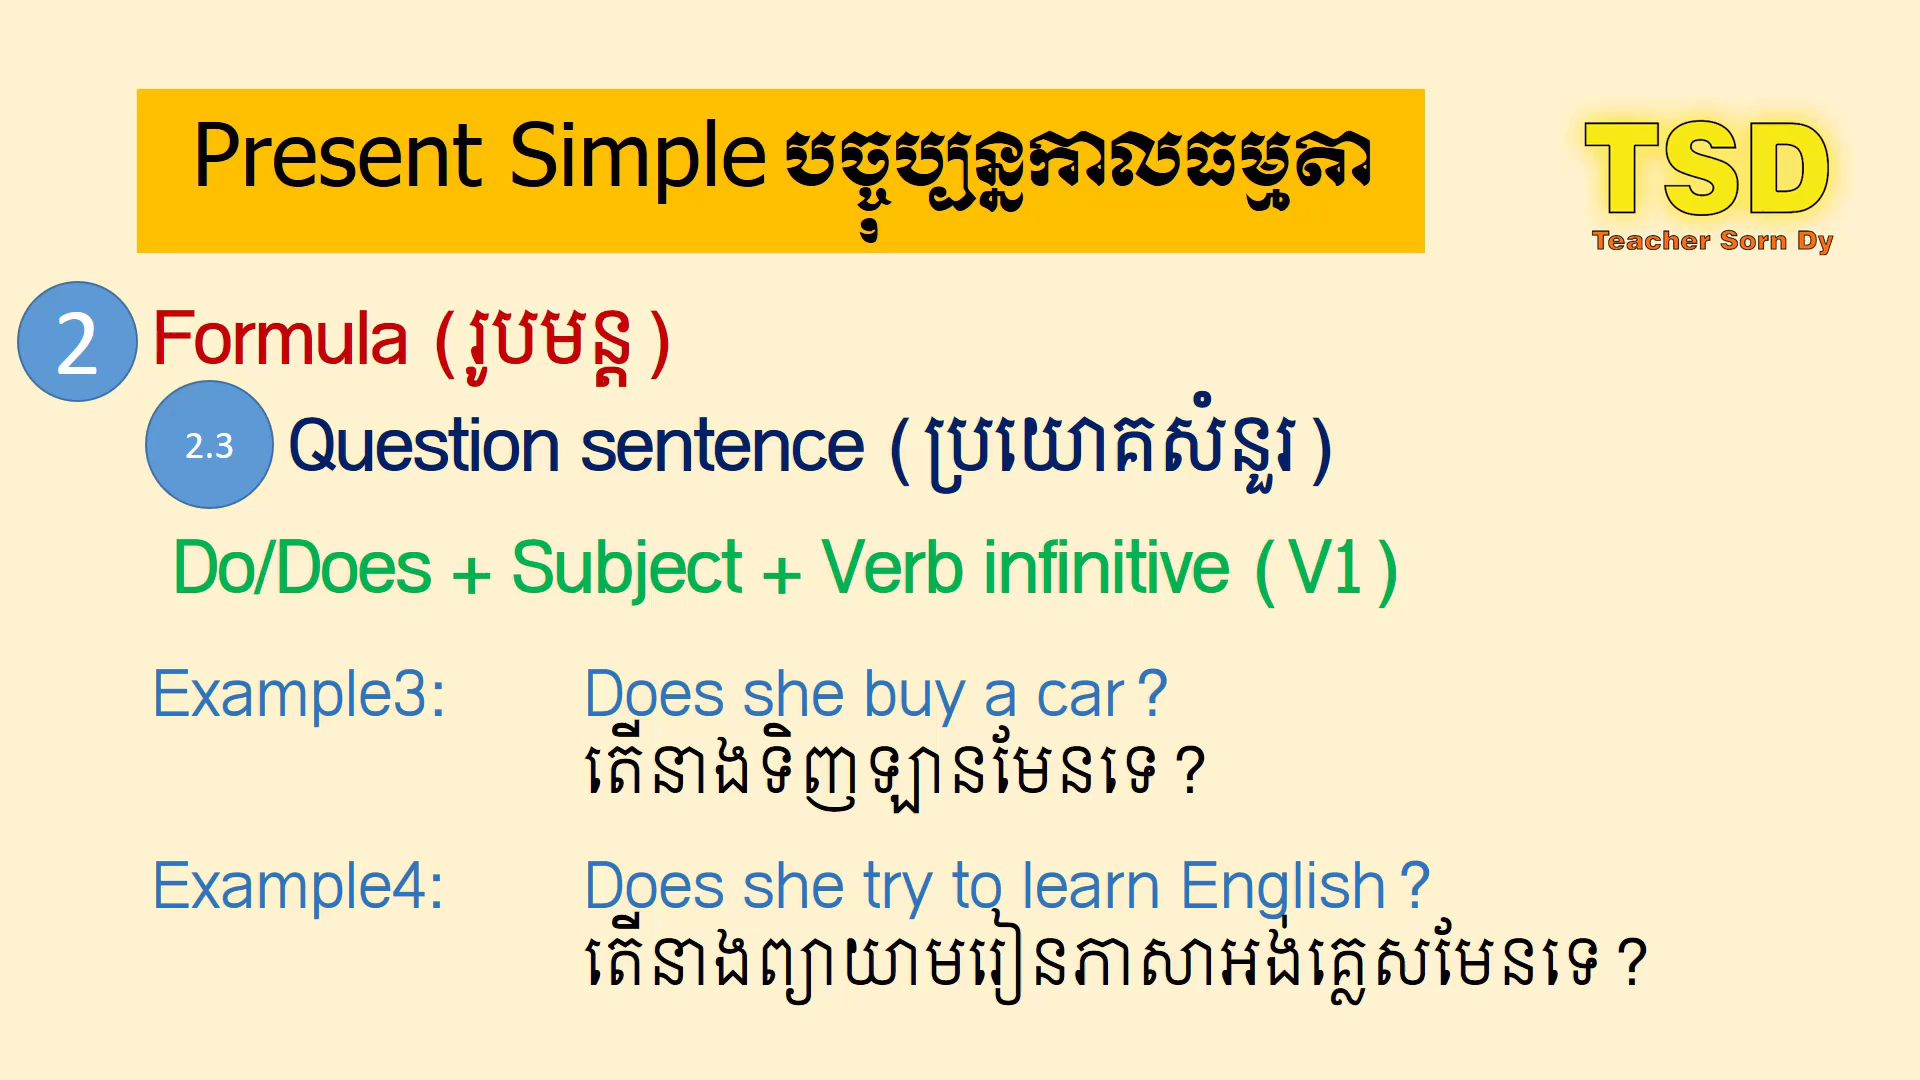 Present Simple បច្ចុប្បន្នកាលធម្មតា
TSD
Teacher Sorn Dy
2 Formula (រូបមន្ត)
2.3 Question sentence (ប្រយោគសំនួរ)
Do/Does + Subject + Verb infinitive (V1)
Example3: Does she buy a car?
តើនាងទិញឡានមែនទេ?
Example4: Does she try to learn English?
តើនាងព្យាយាមរៀនភាសាអង់គ្លេសមែនទេ?